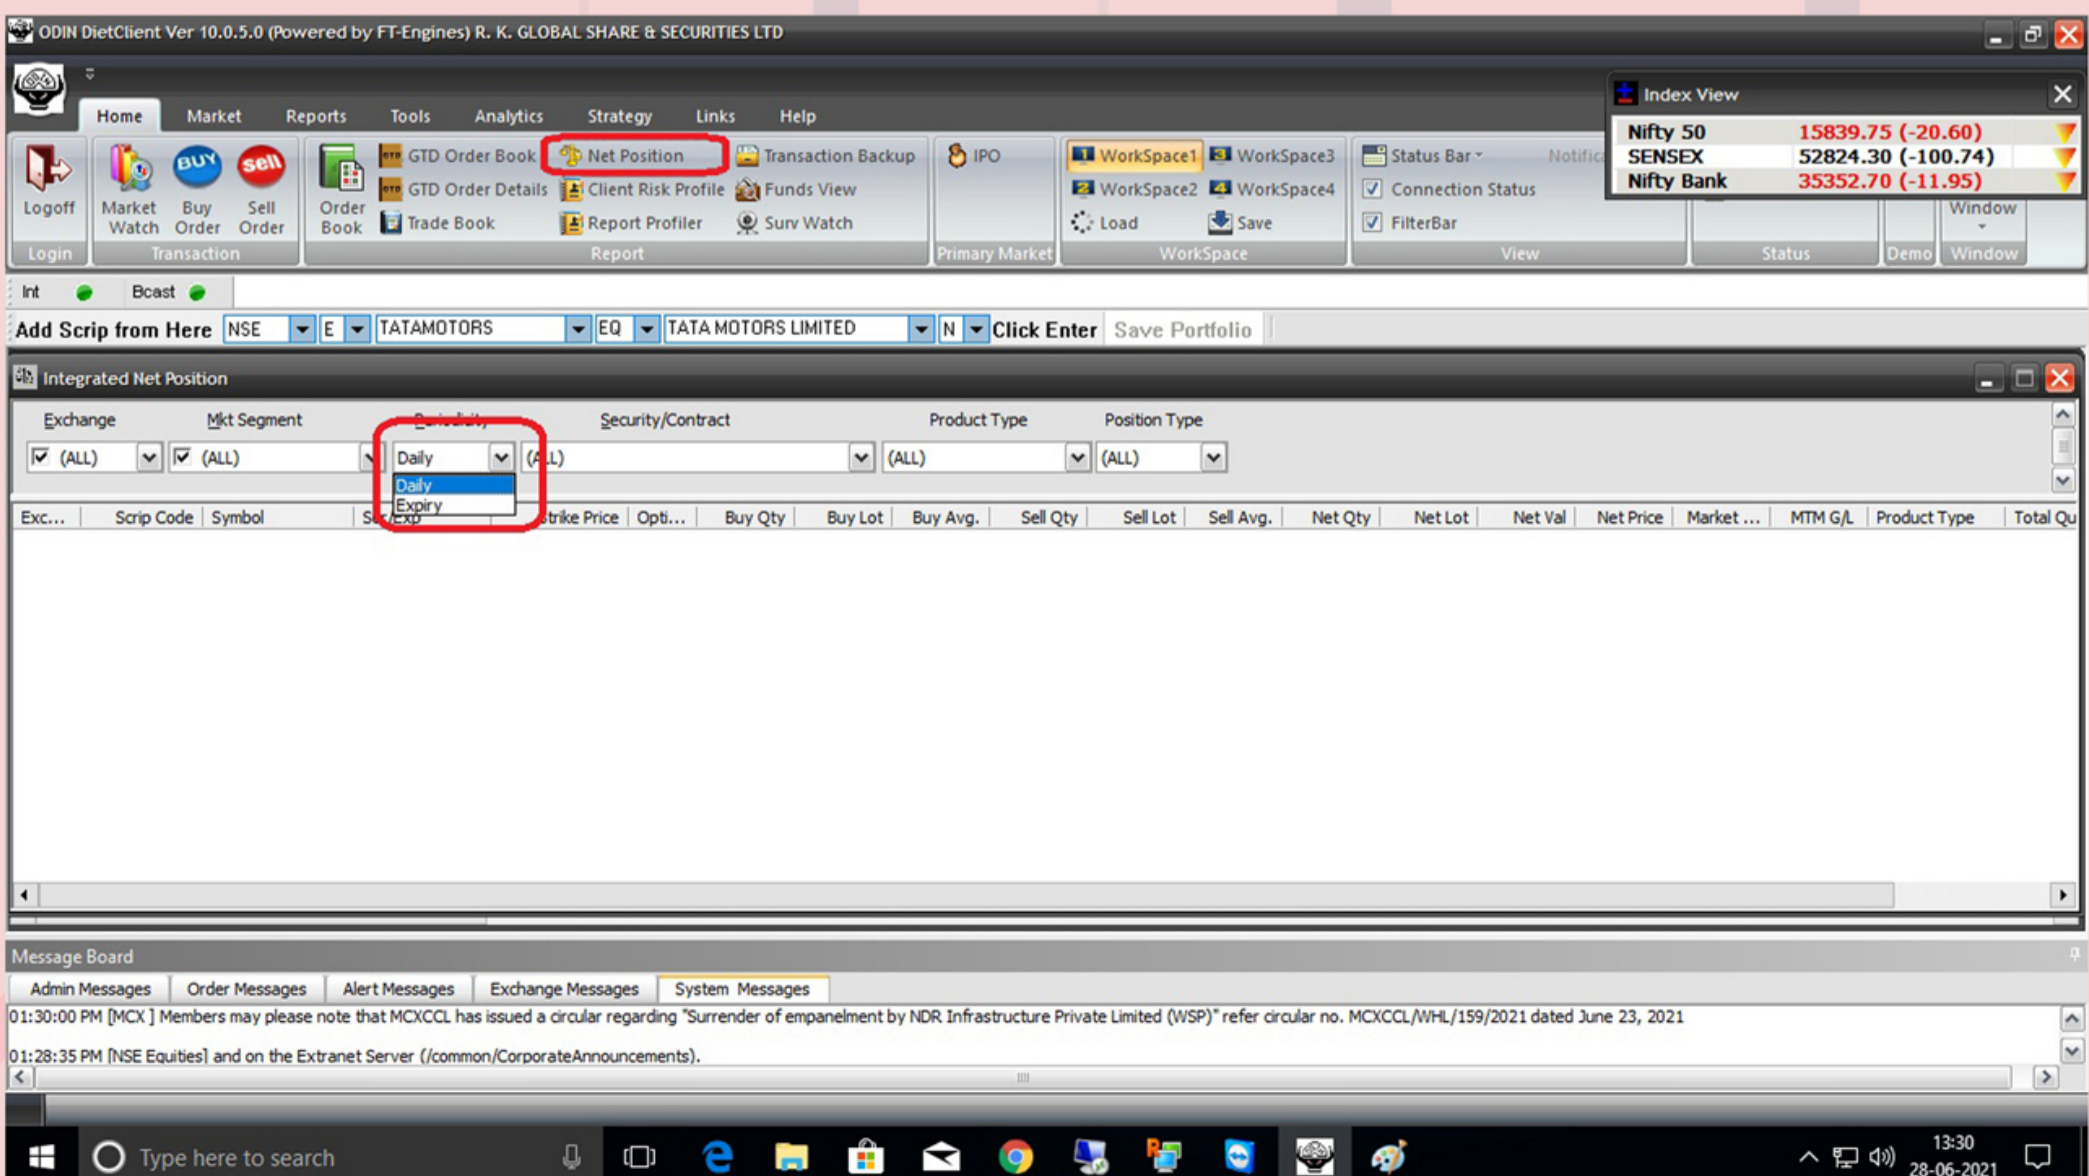 ODIN DietClient Ver 10.0.5.0 (Powered by FT-Engines) R. K. GLOBAL SHARE & SECURITIES LTD
Index View
Nifty 50 15839.75 (-20.60)
SENSEX 52824.30 (-100.74)
Nifty Bank 35352.70 (-11.95)
Home Market Reports Tools Analytics Strategy Links Help
Logoff
Login
Market Watch
BUY
Buy Order
sell
Sell Order
Transaction
Order Book
GTD Order Book
GTD Order Details
Trade Book
Net Position
Client Risk Profile
Report Profiler
Transaction Backup
Funds View
Surv Watch
Report
IPO
Primary Market
1 WorkSpace1 3 WorkSpace3
2 WorkSpace2 4 WorkSpace4
Load Save
WorkSpace
Status Bar
Connection Status
FilterBar
View
Status
Demo
Window
Window
Int Bcast
Add Scrip from Here NSE E TATAMOTORS EQ TATA MOTORS LIMITED N Click Enter Save Portfolio
Integrated Net Position
Exchange Mkt Segment Periodicity Security/Contract Product Type Position Type
(ALL) (ALL) Daily (ALL) (ALL) (ALL)
Daily
Expiry
Exc... Scrip Code Symbol Ser/Exp Strike Price Opti... Buy Qty Buy Lot Buy Avg. Sell Qty Sell Lot Sell Avg. Net Qty Net Lot Net Val Net Price Market ... MTM G/L Product Type Total Qu
Message Board
Admin Messages Order Messages Alert Messages Exchange Messages System Messages
01:30:00 PM [MCX ] Members may please note that MCXCCL has issued a circular regarding "Surrender of empanelment by NDR Infrastructure Private Limited (WSP)" refer circular no. MCXCCL/WHL/159/2021 dated June 23, 2021
01:28:35 PM [NSE Equities] and on the Extranet Server (/common/CorporateAnnouncements).
Type here to search
13:30
28-06-2021